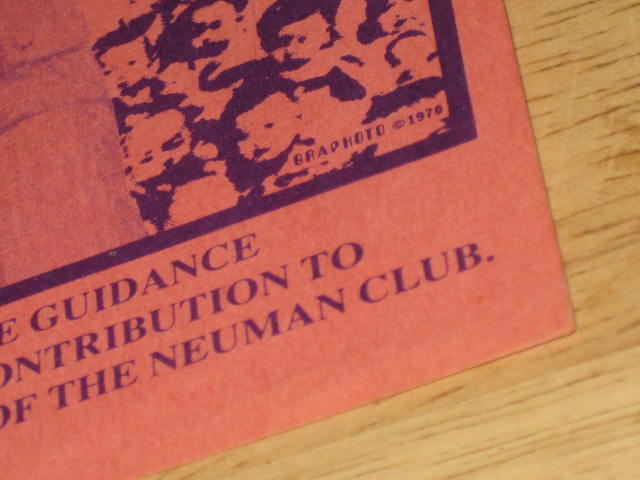 GRAPHOTO ©1970
E GUIDANCE
ONTRIBUTION TO
OF THE NEUMAN CLUB.